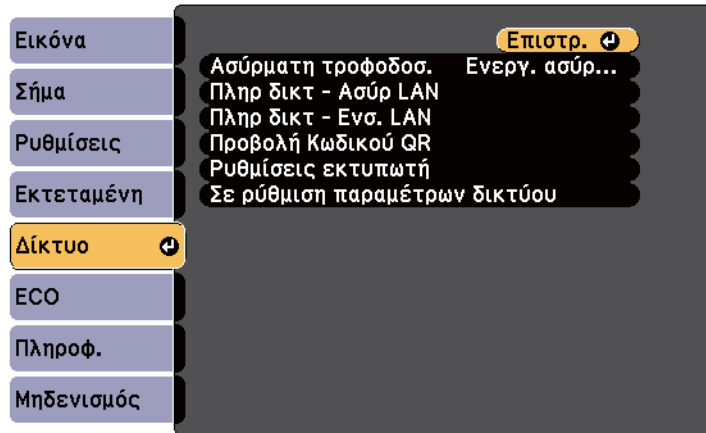 Εικόνα
Σήμα
Ρυθμίσεις
Εκτεταμένη
Δίκτυο
ECO
Πληροφ.
Μηδενισμός
Επιστρ.
Ασύρματη τροφοδοσ. Ενεργ. ασύρ...
Πληρ δικτ - Ασύρ LAN
Πληρ δικτ - Ενσ. LAN
Προβολή Κωδικού QR
Ρυθμίσεις εκτυπωτή
Σε ρύθμιση παραμέτρων δικτύου